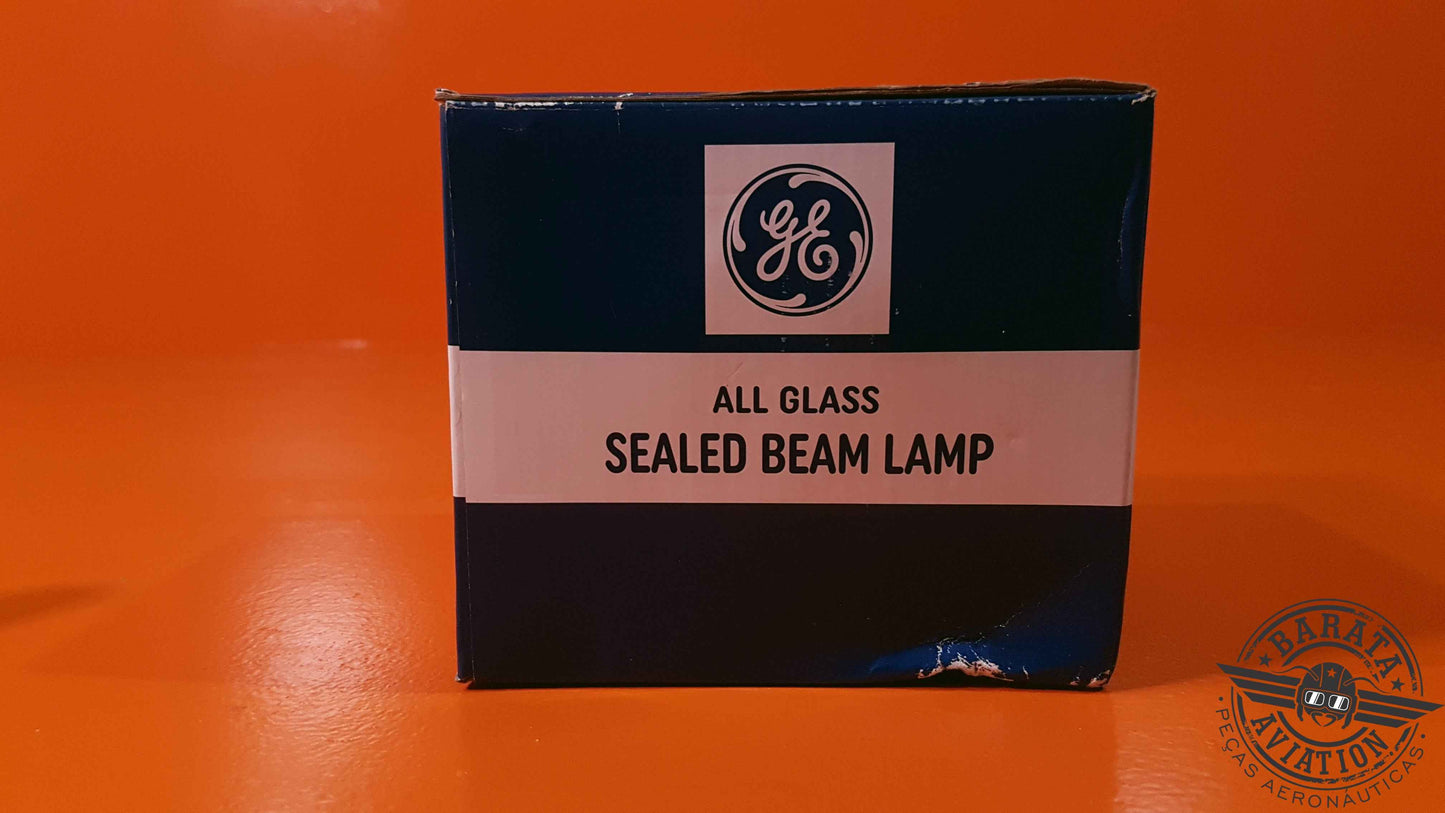 GE
ALL GLASS
SEALED BEAM LAMP
BARATA
AVIATION
PEÇAS AERONÁUTICAS